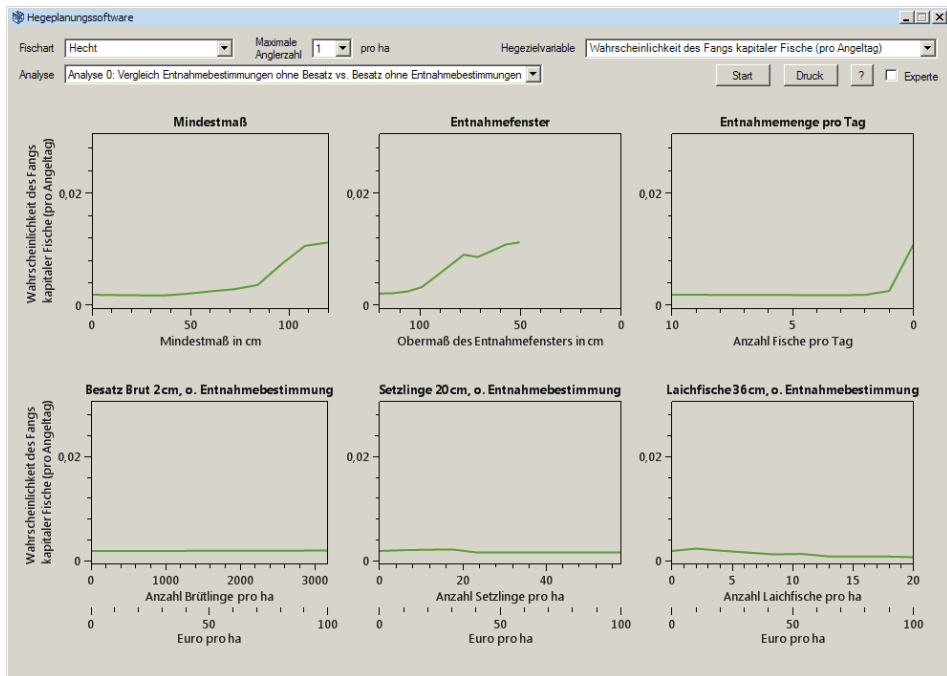 Hegeplanungssoftware
Fischart Hecht Maximale Anglerzahl 1 pro ha Hegezielvariable Wahrscheinlichkeit des Fangs kapitaler Fische (pro Angeltag)
Analyse Analyse 0: Vergleich Entnahmebestimmungen ohne Besatz vs. Besatz ohne Entnahmebestimmungen Start Druck ? Experte
Mindestmaß
Wahrscheinlichkeit des Fangs
kapitaler Fische (pro Angeltag)
0,02
0
0 50 100
Mindestmaß in cm
Entnahmefenster
0,02
0
100 50 0
Obermaß des Entnahmefensters in cm
Entnahmemenge pro Tag
0,02
0
10 5 0
Anzahl Fische pro Tag
Besatz Brut 2 cm, o. Entnahmebestimmung
Wahrscheinlichkeit des Fangs
kapitaler Fische (pro Angeltag)
0,02
0
0 1000 2000 3000
Anzahl Brütlinge pro ha
0 50 100
Euro pro ha
Setzlinge 20 cm, o. Entnahmebestimmung
0,02
0
0 20 40
Anzahl Setzlinge pro ha
0 50 100
Euro pro ha
Laichfische 36 cm, o. Entnahmebestimmung
0,02
0
0 5 10 15 20
Anzahl Laichfische pro ha
0 50 100
Euro pro ha